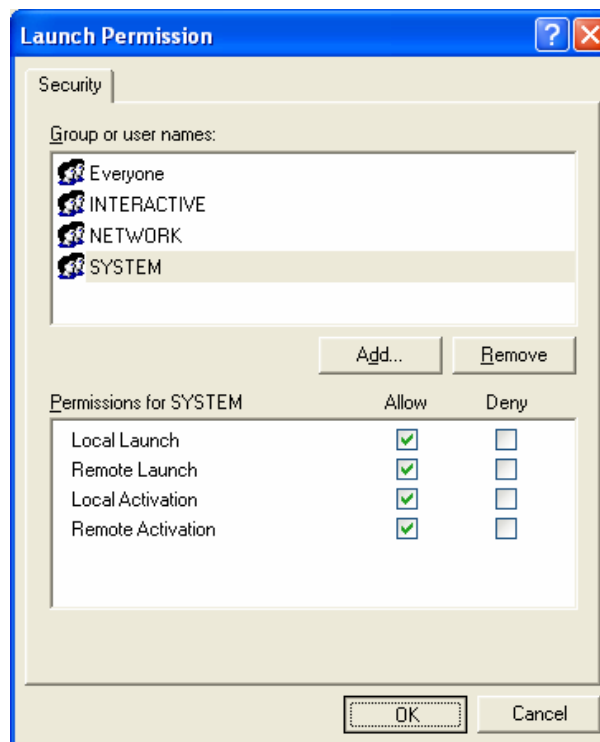 Launch Permission
Security
Group or user names:
Everyone
INTERACTIVE
NETWORK
SYSTEM
Add... Remove
Permissions for SYSTEM Allow Deny
Local Launch
Remote Launch
Local Activation
Remote Activation
OK Cancel